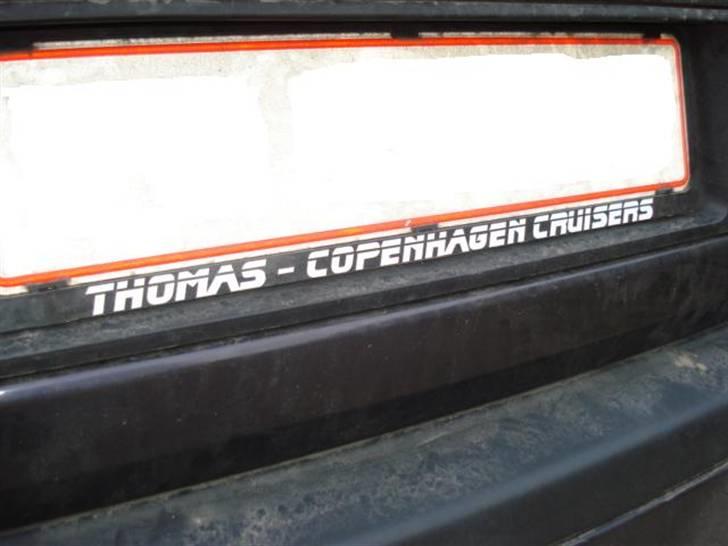 THOMAS - COPENHAGEN CRUISERS